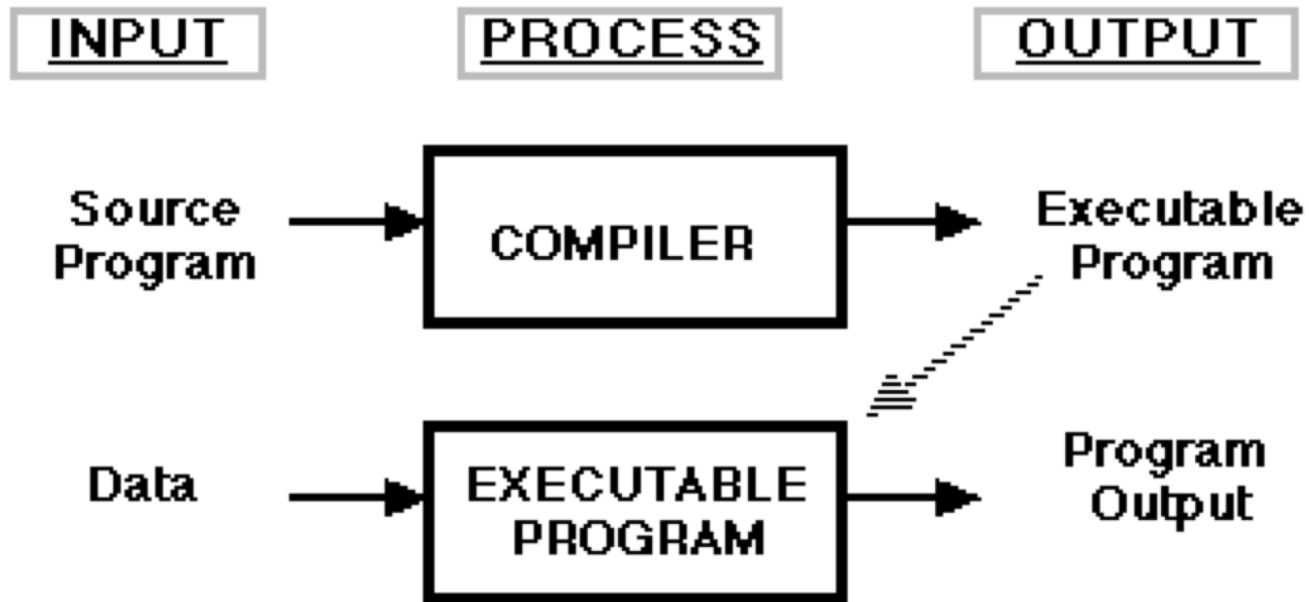 INPUT
PROCESS
OUTPUT
Source
Program
COMPILER
Executable
Program
Data
EXECUTABLE
PROGRAM
Program
Output